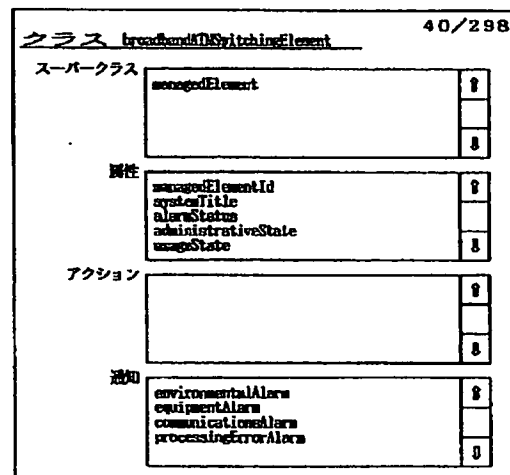 40/298
クラス broadbandATMSwitchingElement
スーパークラス
managedElement
属性
managedElementId
systemTitle
alarmStatus
administrativeState
usageState
アクション
通知
environmentalAlarm
equipmentAlarm
communicationsAlarm
processingErrorAlarm